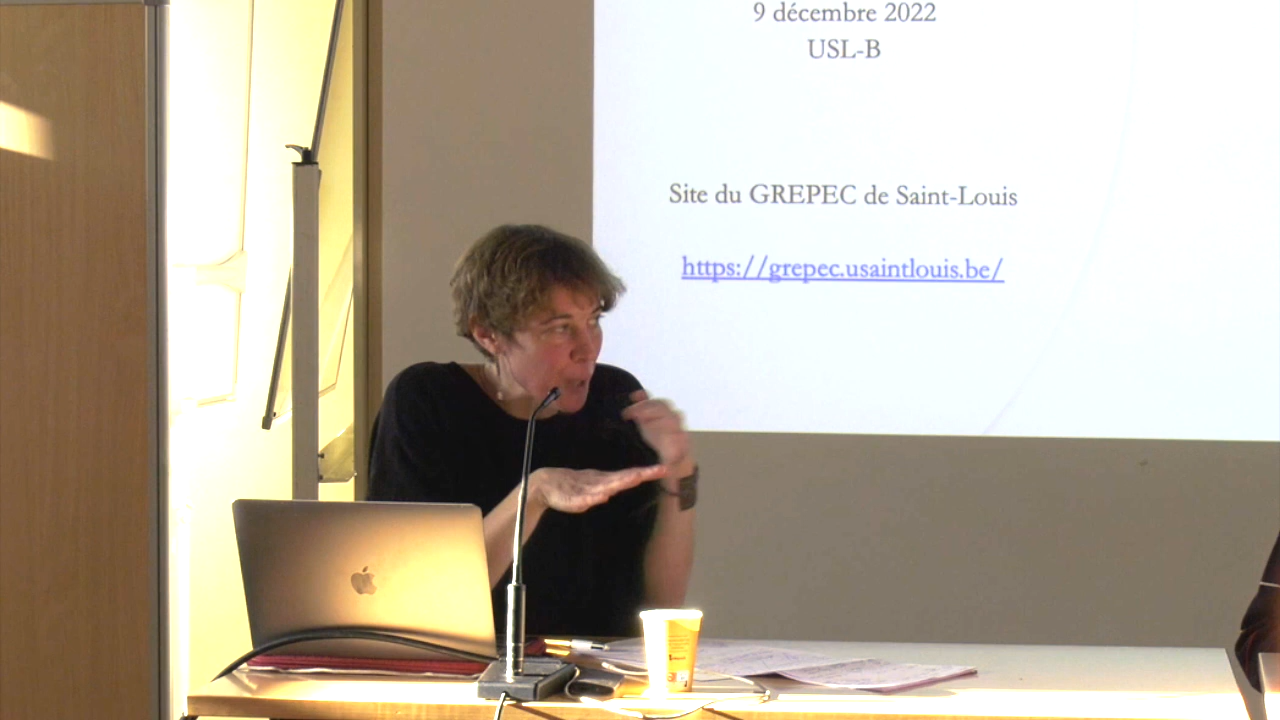 9 décembre 2022
USL-B
Site du GREPEC de Saint-Louis
https://grepec.usaintlouis.be/